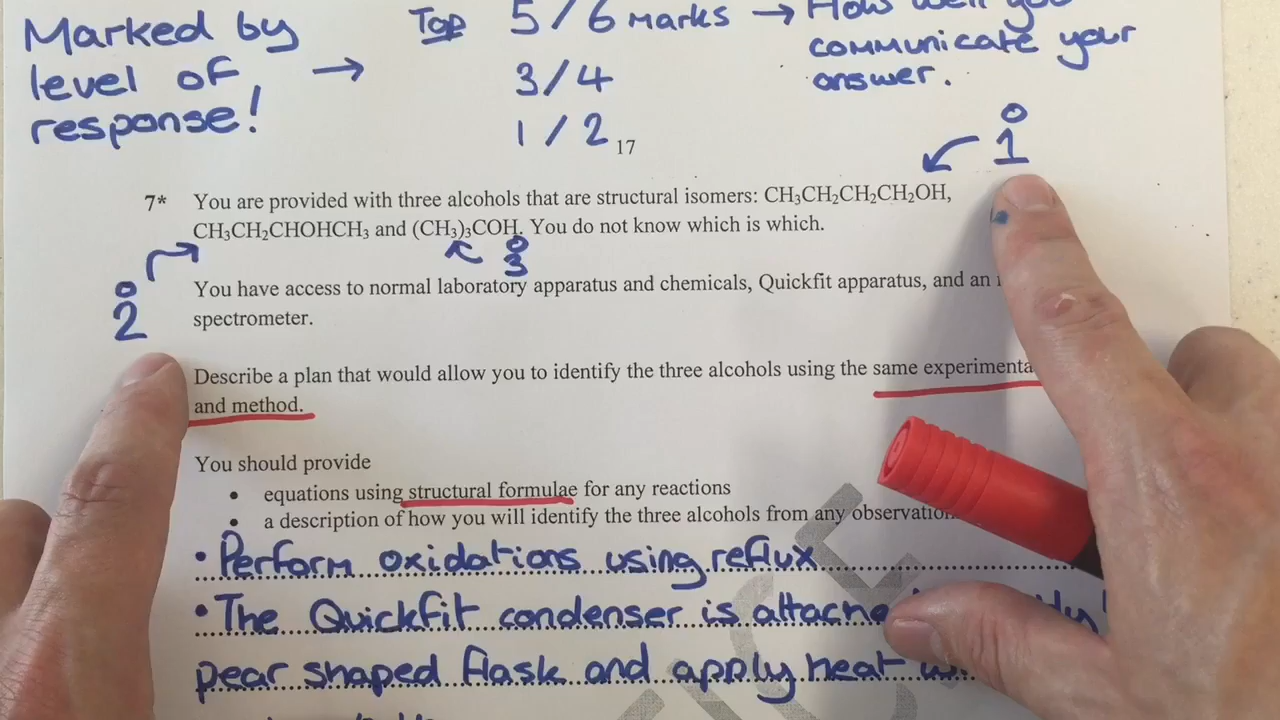 Marked by
level of
response! →
Top 5/6 marks → How well you
communicate your
answer.
3/4
1/2
17
1°
7* You are provided with three alcohols that are structural isomers: CH₃CH₂CH₂CH₂OH,
CH₃CH₂CHOHCH₃ and (CH₃)₃COH. You do not know which is which.
2° 3°
You have access to normal laboratory apparatus and chemicals, Quickfit apparatus, and an
spectrometer.
Describe a plan that would allow you to identify the three alcohols using the same
and method.
You should provide
• equations using structural formulae for any reactions
• a description of how you will identify the three alcohols from any
• Perform oxidations using reflux
• The Quickfit condenser is
pear shaped flask and apply heat
OFFICE